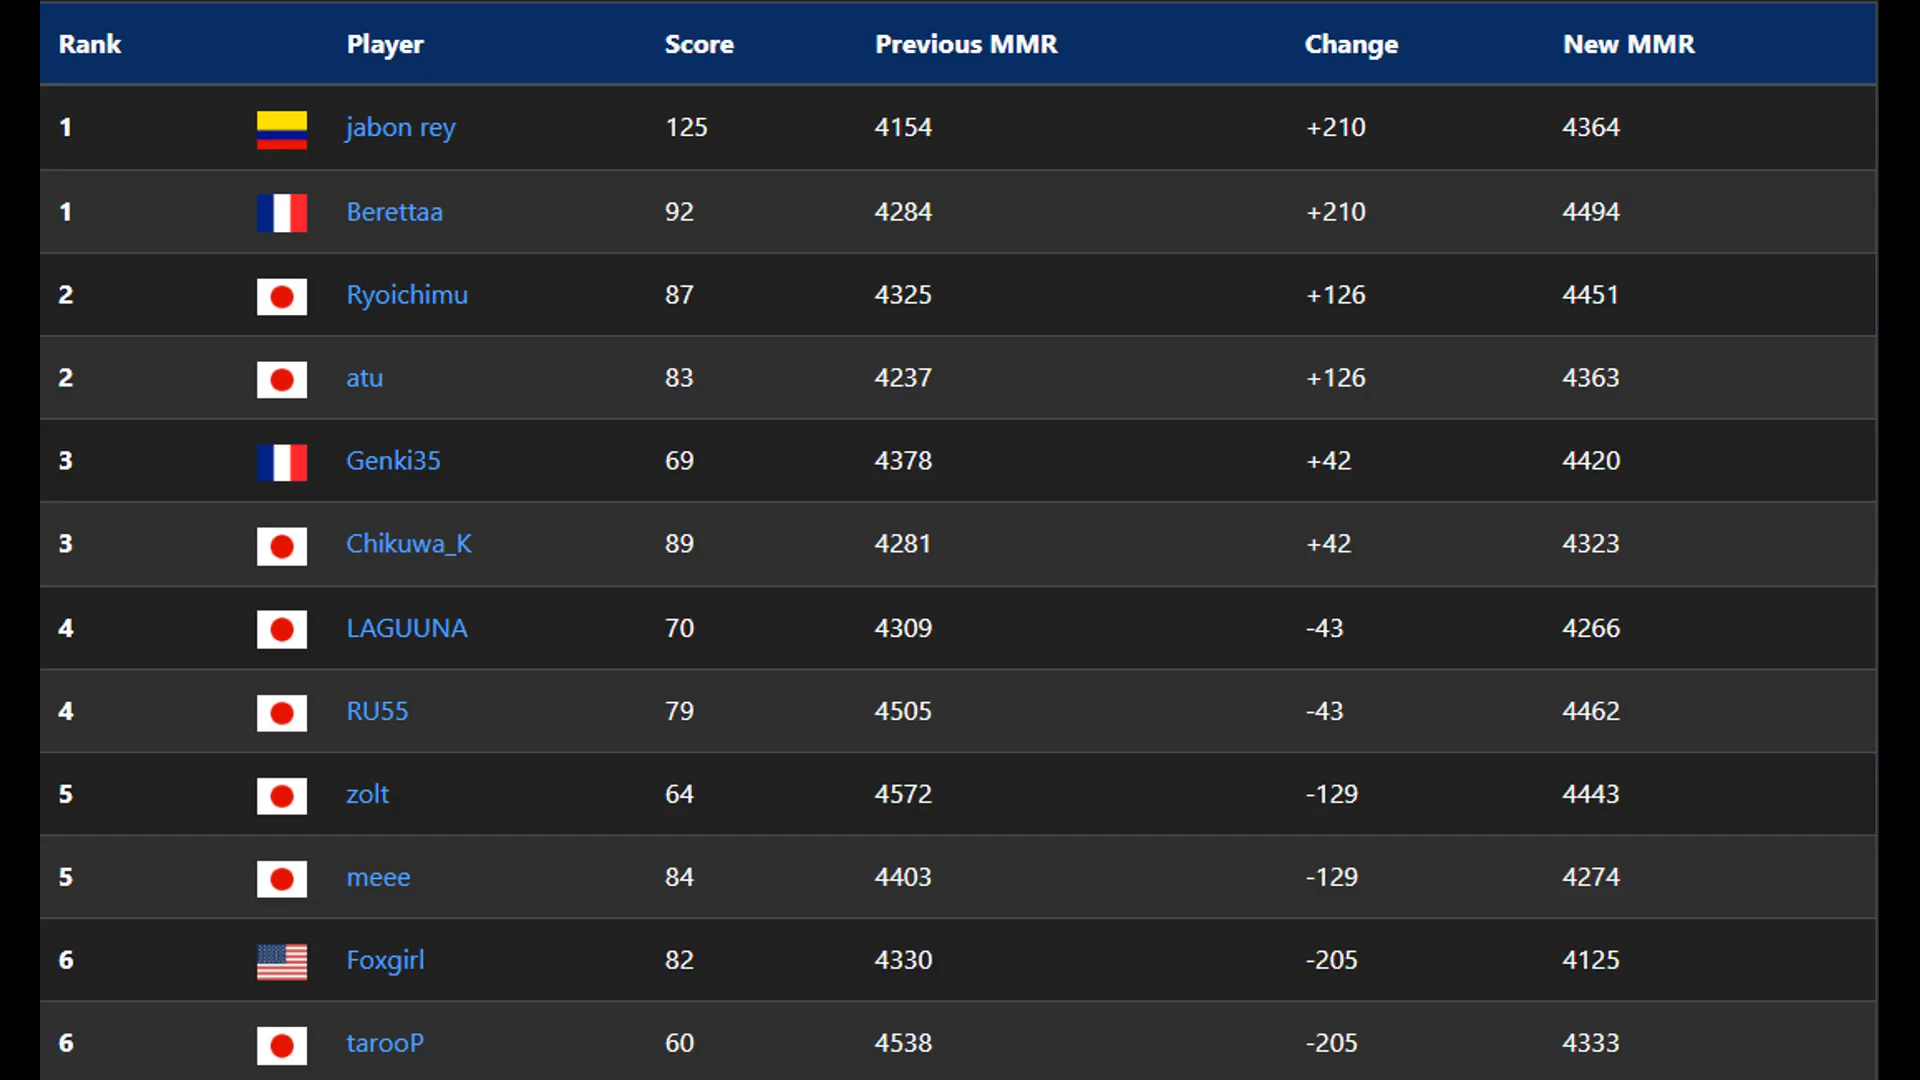 Rank Player Score Previous MMR Change New MMR
1 jabon rey 125 4154 +210 4364
1 Berettaa 92 4284 +210 4494
2 Ryoichimu 87 4325 +126 4451
2 atu 83 4237 +126 4363
3 Genki35 69 4378 +42 4420
3 Chikuwa_K 89 4281 +42 4323
4 LAGUUNA 70 4309 -43 4266
4 RU55 79 4505 -43 4462
5 zolt 64 4572 -129 4443
5 meee 84 4403 -129 4274
6 Foxgirl 82 4330 -205 4125
6 tarooP 60 4538 -205 4333